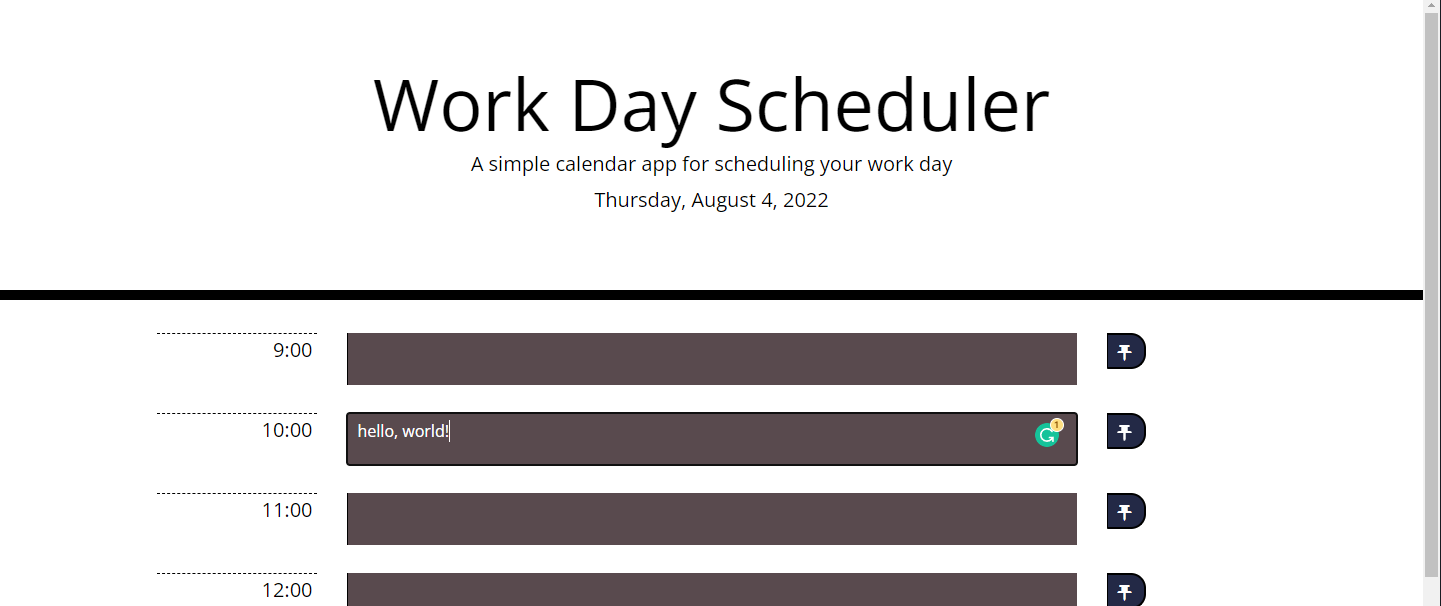 Work Day Scheduler
A simple calendar app for scheduling your work day
Thursday, August 4, 2022
9:00
10:00
hello, world!
1
11:00
12:00